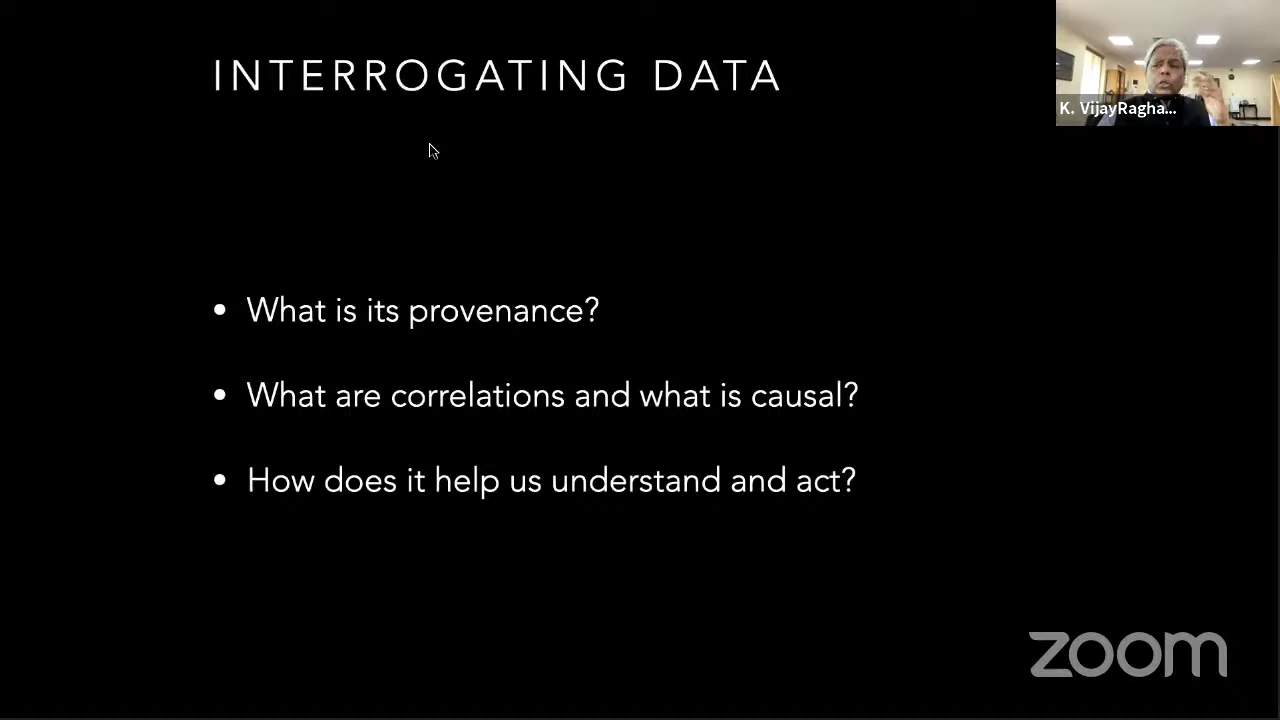 INTERROGATING DATA
K. VijayRagha...
• What is its provenance?
• What are correlations and what is causal?
• How does it help us understand and act?
zoom